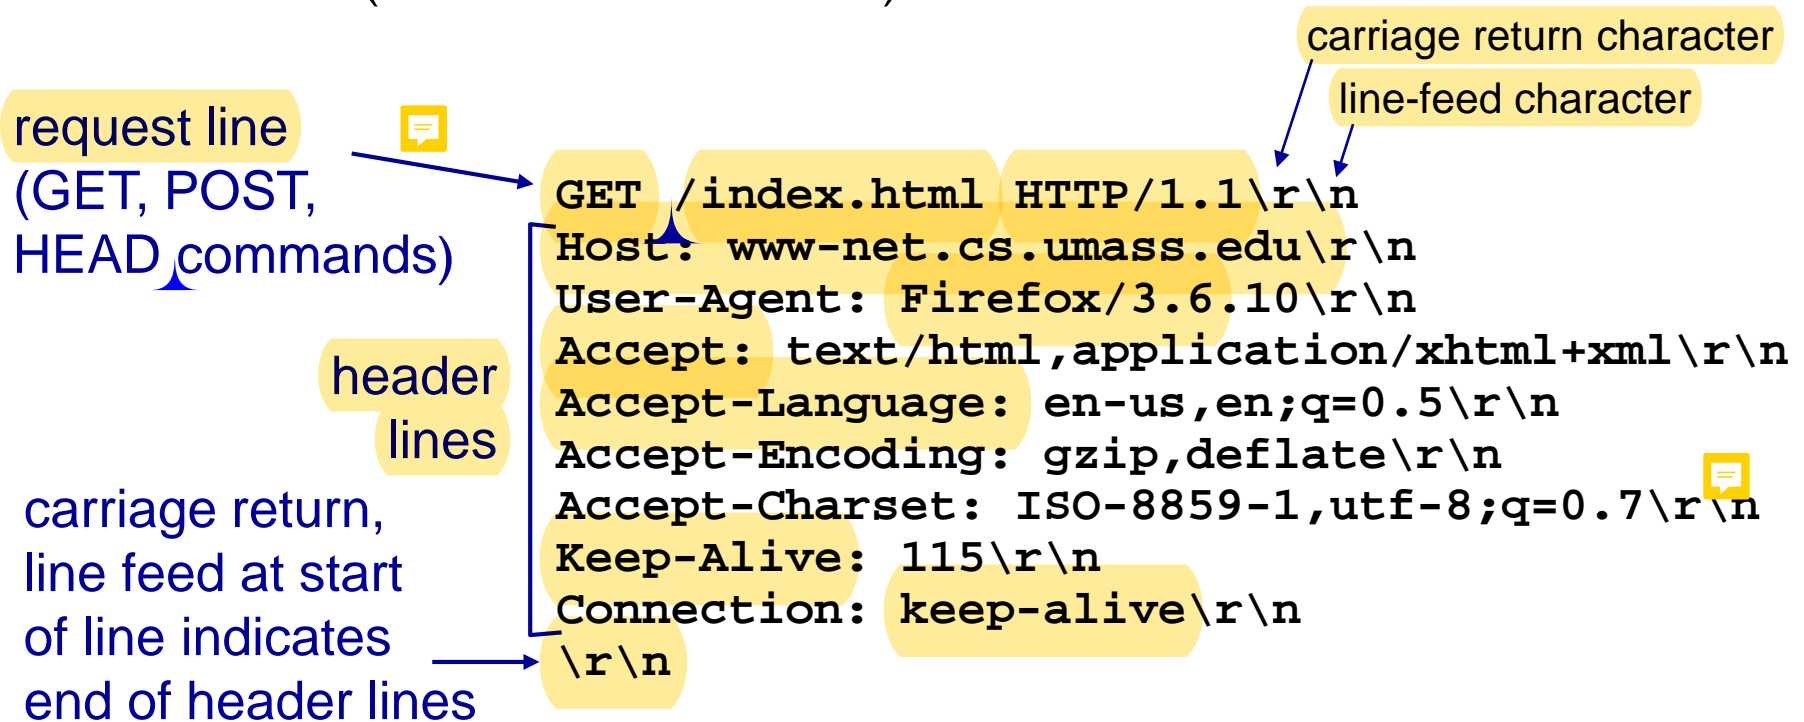 carriage return character
line-feed character
request line
(GET, POST,
HEAD commands)
GET /index.html HTTP/1.1\r\n
Host: www-net.cs.umass.edu\r\n
User-Agent: Firefox/3.6.10\r\n
Accept: text/html,application/xhtml+xml\r\n
Accept-Language: en-us,en;q=0.5\r\n
Accept-Encoding: gzip,deflate\r\n
Accept-Charset: ISO-8859-1,utf-8;q=0.7\r\n
Keep-Alive: 115\r\n
Connection: keep-alive\r\n
\r\n
header
lines
carriage return,
line feed at start
of line indicates
end of header lines